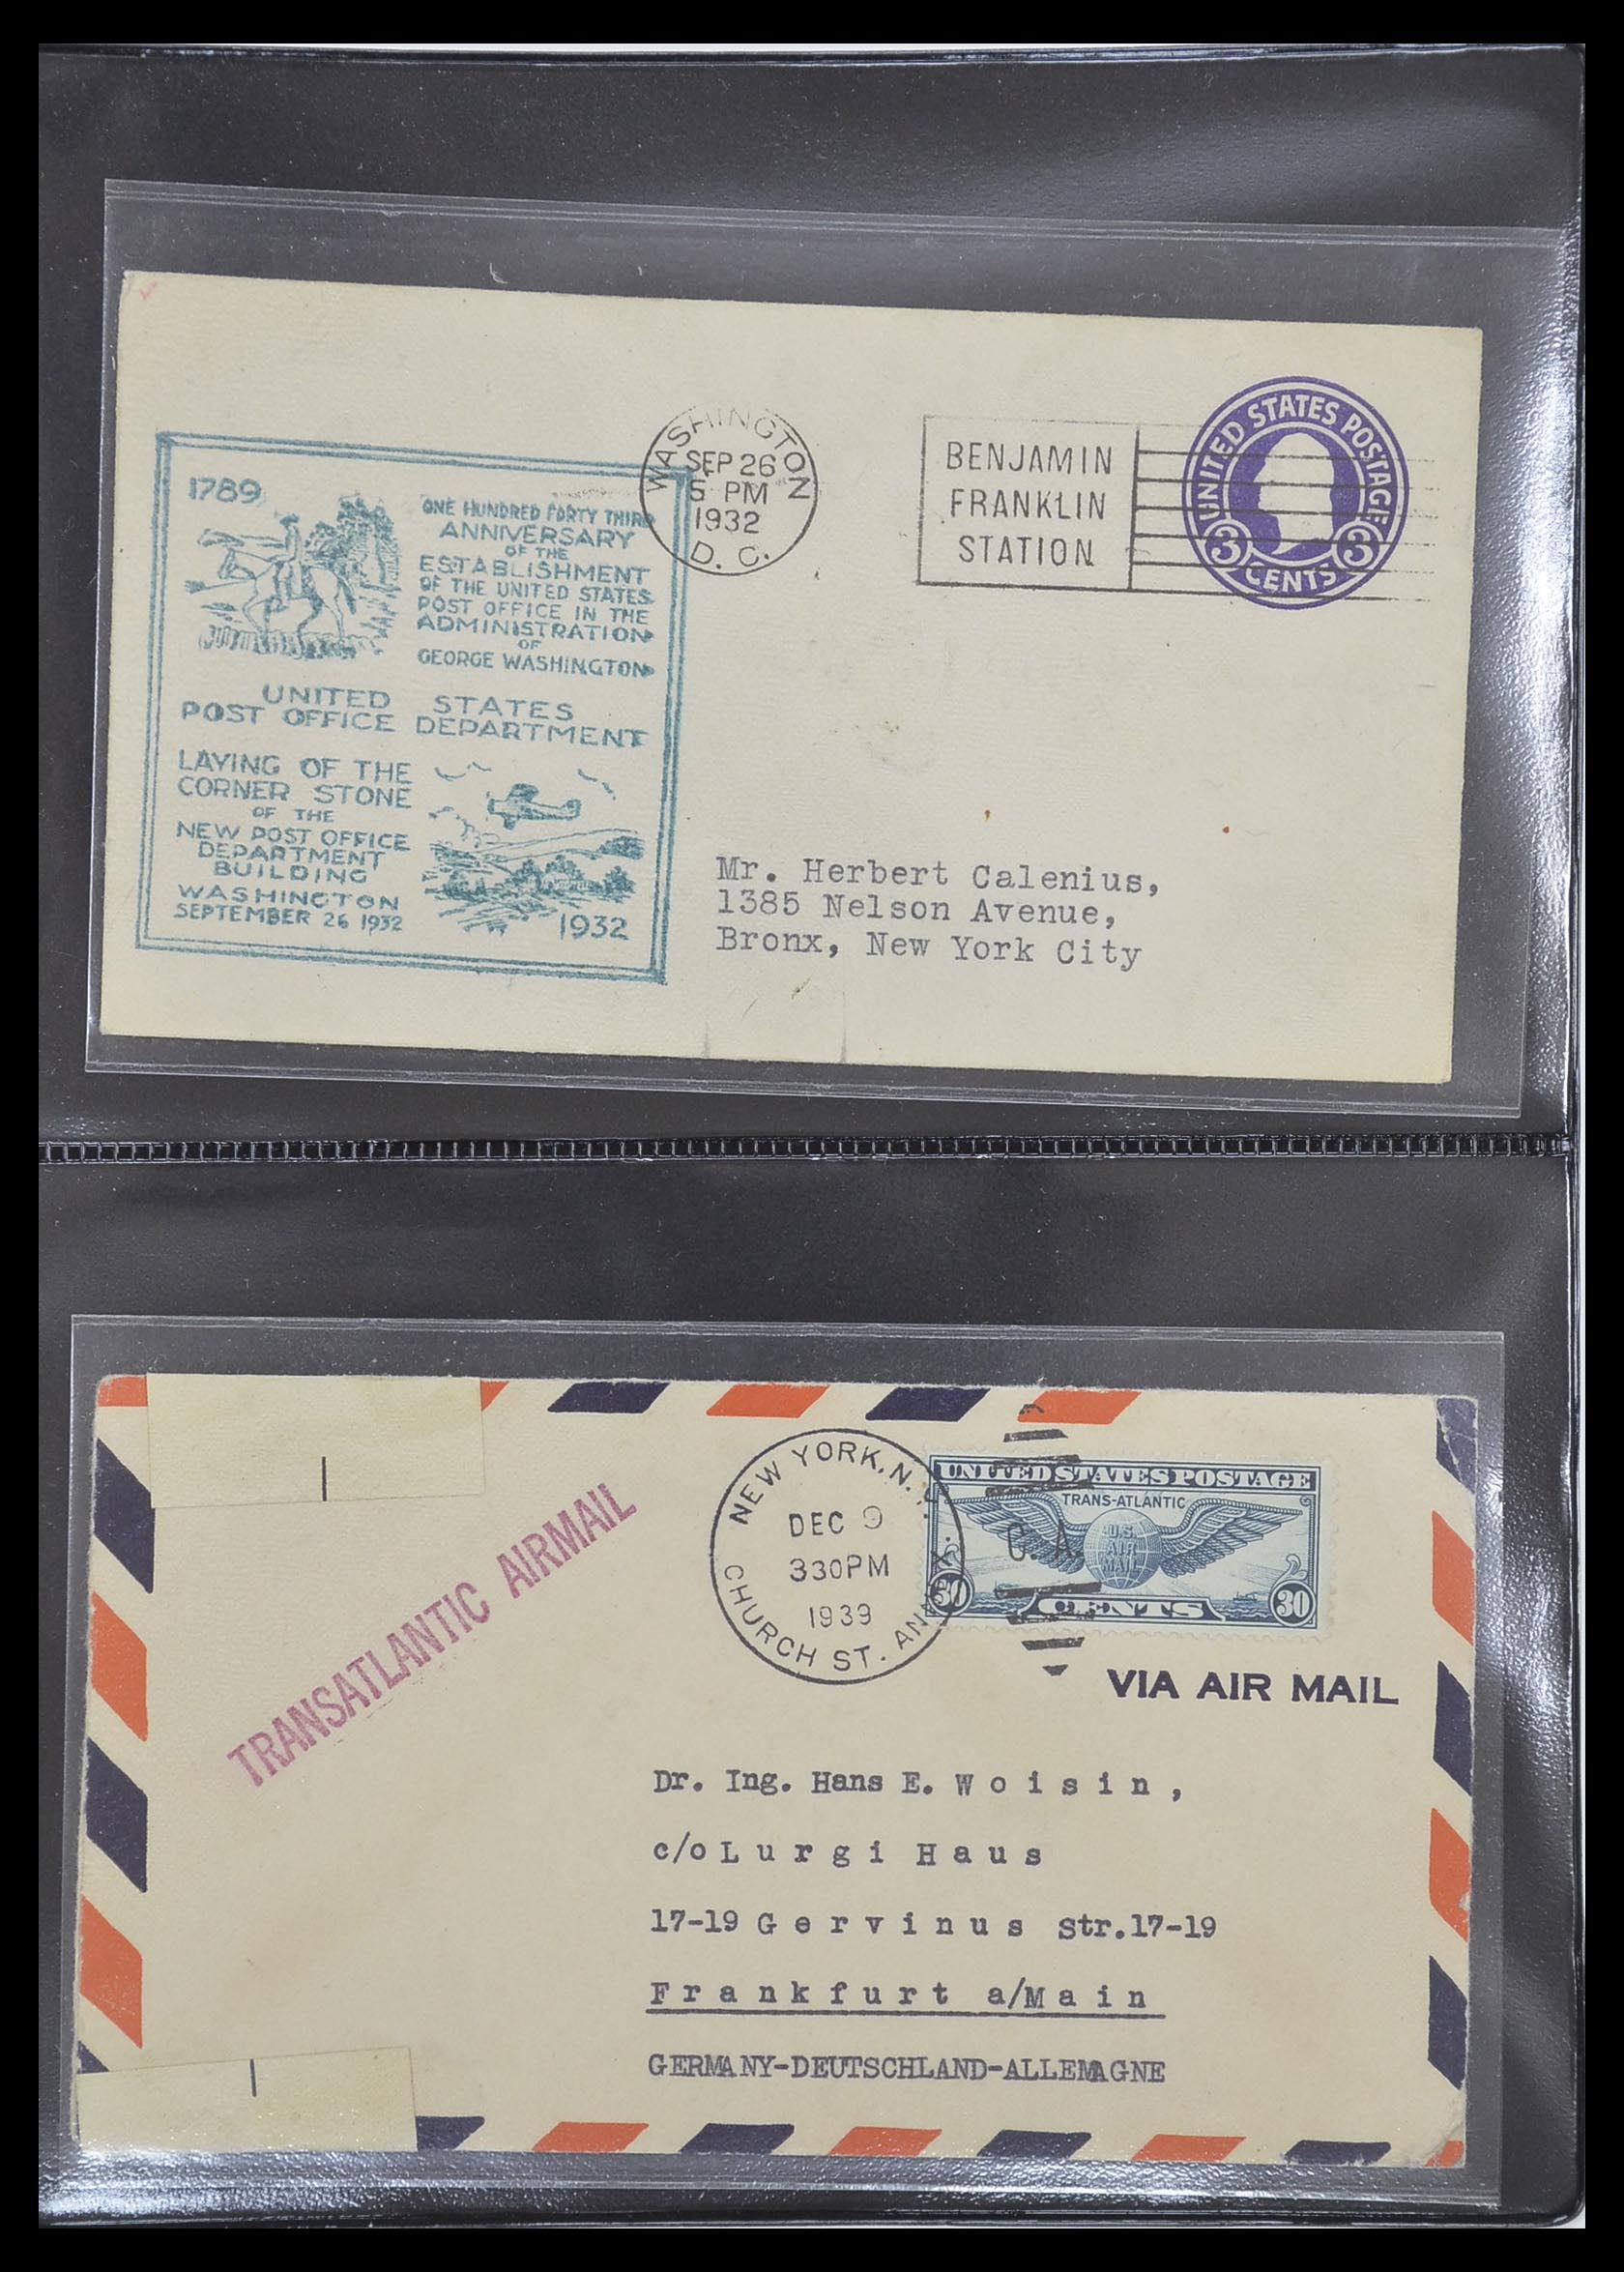 1789
ONE HUNDRED FORTY THIRD
ANNIVERSARY
OF THE
ESTABLISHMENT
OF THE UNITED STATES
POST OFFICE IN THE
ADMINISTRATION
OF
GEORGE WASHINGTON
UNITED STATES
POST OFFICE DEPARTMENT
LAYING OF THE
CORNER STONE
OF THE
NEW POST OFFICE
DEPARTMENT
BUILDING
WASHINGTON
SEPTEMBER 26 1932
1932
WASHINGTON
SEP 26
5 PM
1932
D. C.
BENJAMIN
FRANKLIN
STATION
UNITED STATES POSTAGE
3 3
CENTS
Mr. Herbert Calenius,
1385 Nelson Avenue,
Bronx, New York City
TRANSATLANTIC AIRMAIL
NEW YORK, N.
DEC 9
330PM
1939
CHURCH ST. ANX.
UNITED STATES POSTAGE
TRANS-ATLANTIC
U.S.
AIR
MAIL
C. A.
30 CENTS 30
VIA AIR MAIL
Dr. Ing. Hans E. Woisin,
c/o Lurgi Haus
17-19 Gervinus Str.17-19
Frankfurt a/Main
GERMANY-DEUTSCHLAND-ALLEMAGNE